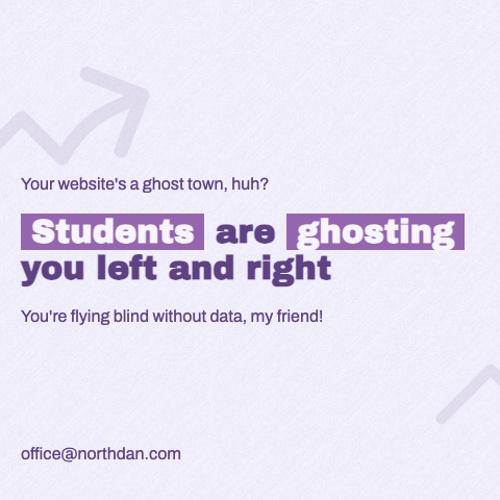 Your website's a ghost town, huh?
Students are ghosting
you left and right
You're flying blind without data, my friend!
office@northdan.com